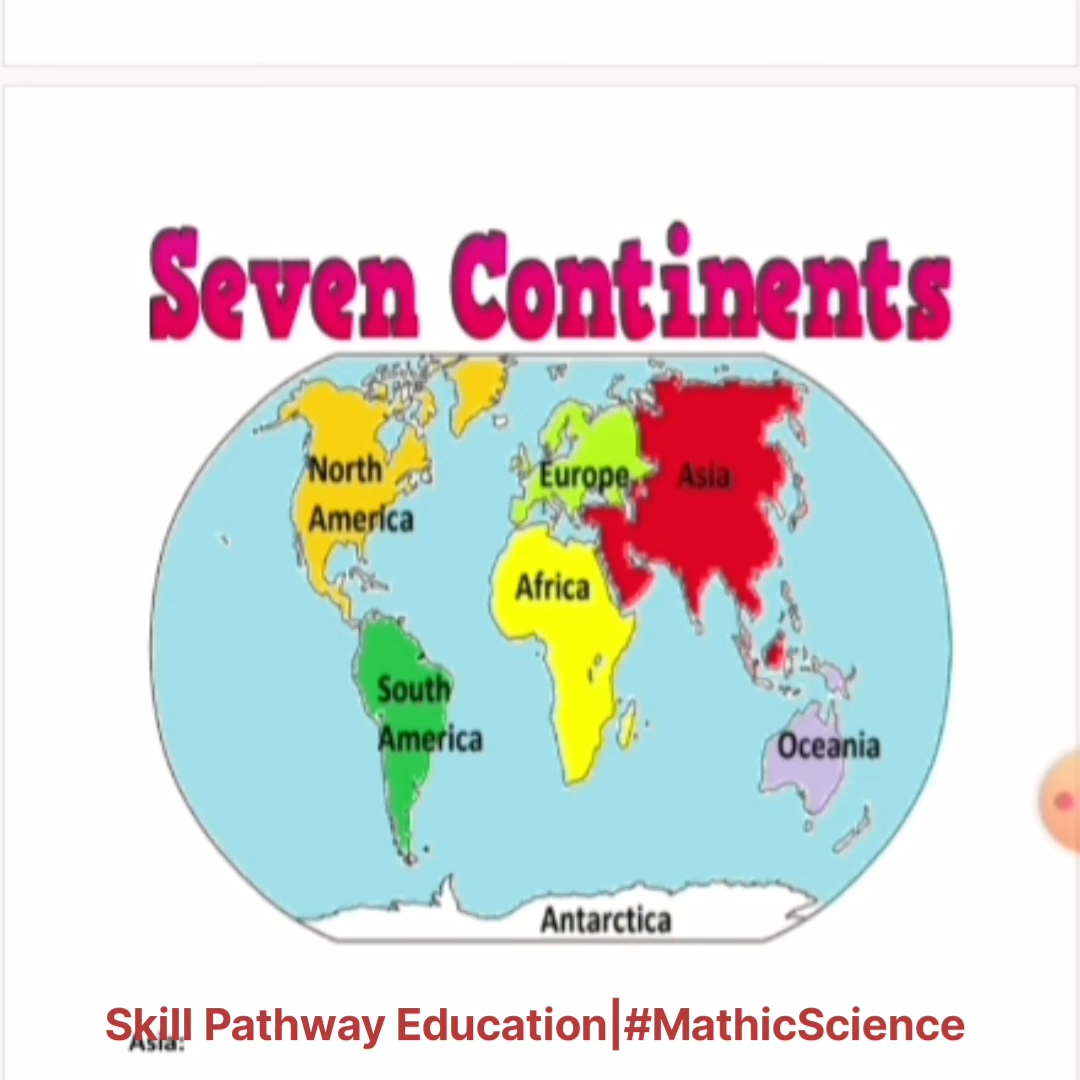 Seven Continents
North
America
Europe
Asia
Africa
South
America
Oceania
Antarctica
Skill Pathway Education|#MathicScience
Asia: